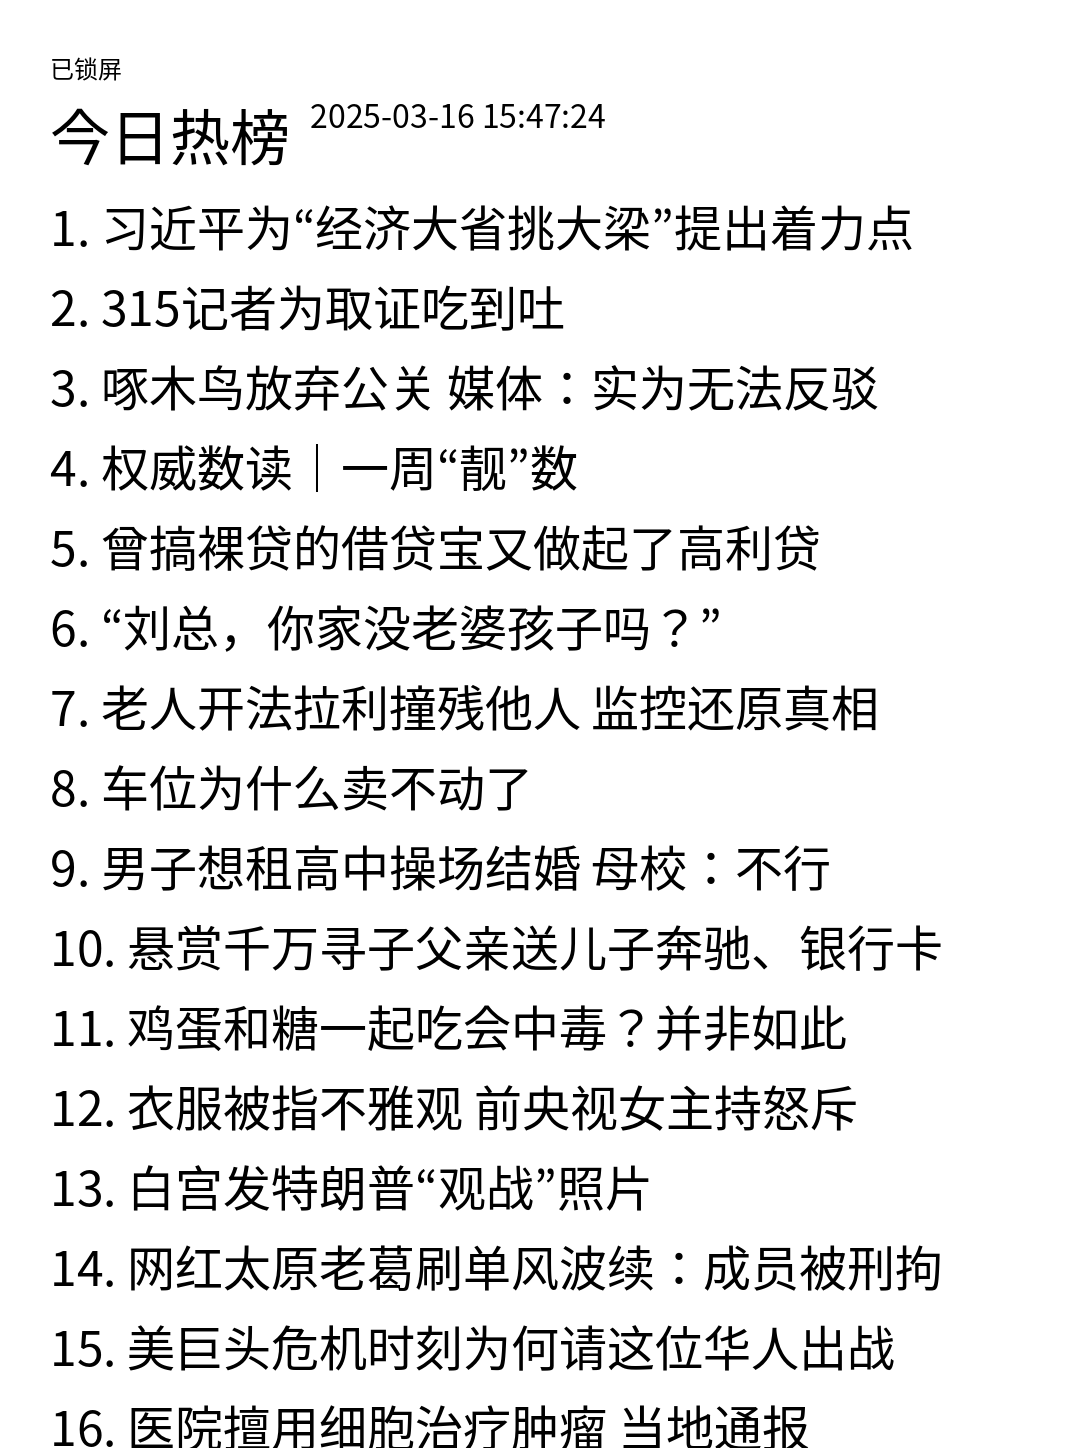 已锁屏
今日热榜 2025-03-16 15:47:24
1. 习近平为“经济大省挑大梁”提出着力点
2. 315记者为取证吃到吐
3. 啄木鸟放弃公关 媒体：实为无法反驳
4. 权威数读｜一周“靓”数
5. 曾搞裸贷的借贷宝又做起了高利贷
6. “刘总，你家没老婆孩子吗？”
7. 老人开法拉利撞残他人 监控还原真相
8. 车位为什么卖不动了
9. 男子想租高中操场结婚 母校：不行
10. 悬赏千万寻子父亲送儿子奔驰、银行卡
11. 鸡蛋和糖一起吃会中毒？并非如此
12. 衣服被指不雅观 前央视女主持怒斥
13. 白宫发特朗普“观战”照片
14. 网红太原老葛刷单风波续：成员被刑拘
15. 美巨头危机时刻为何请这位华人出战
16. 医院擅用细胞治疗肿瘤 当地通报